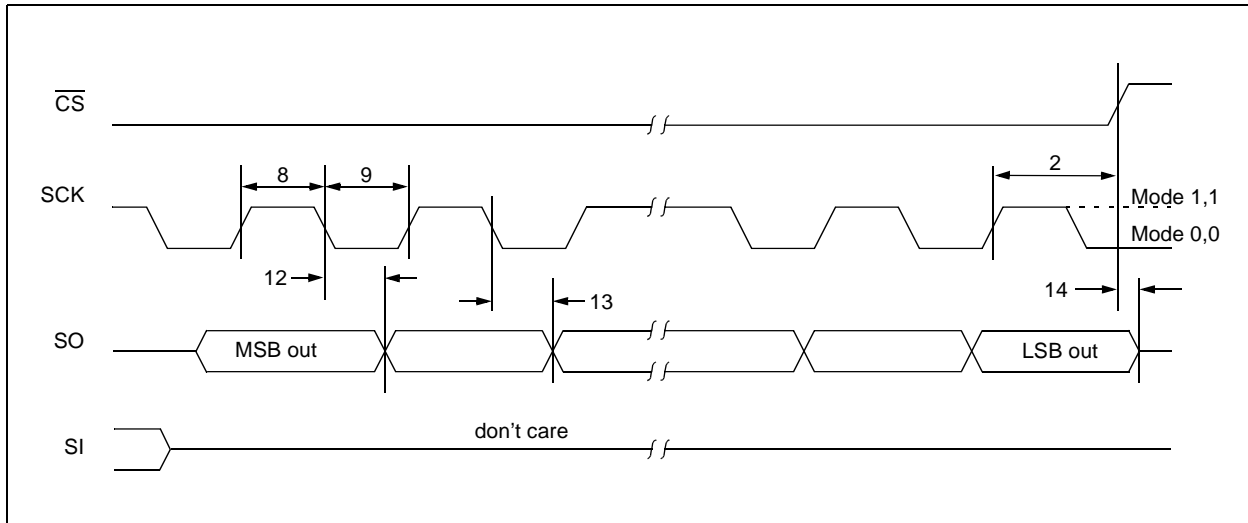 CS
2
8
9
SCK
Mode 1,1
Mode 0,0
12
13
14
SO
MSB out
LSB out
don't care
SI